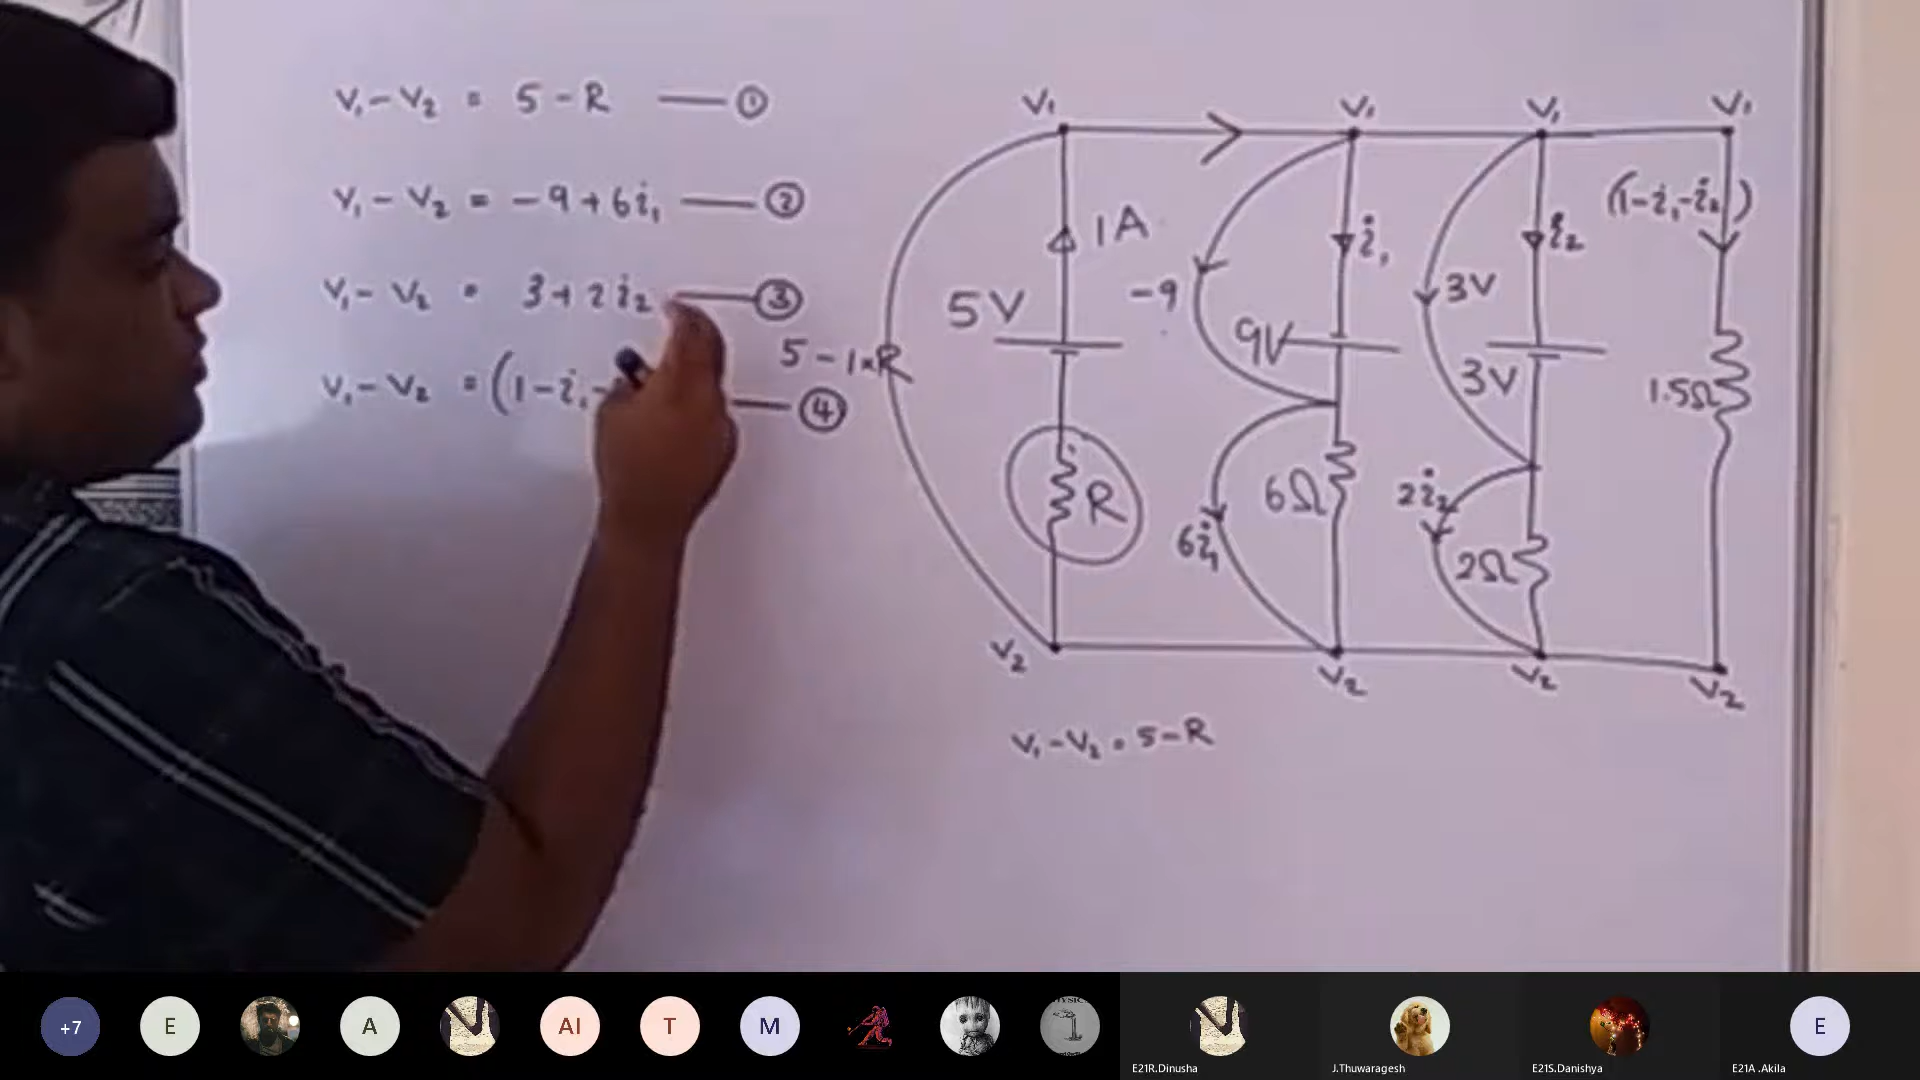 V₁ - V₂ = 5 - R —— ①
V₁ - V₂ = -9 + 6i₁ —— ②
V₁ - V₂ = 3 + 2i₂ —— ③
V₁ - V₂ = (1 - i₁ - —— ④
5 - 1×R
V₁ V₁ V₁ V₁
1A
i₁
i₂
(1-i₁-i₂)
5V
-9
9V
3V
3V
1.5Ω
R
6Ω
6i₁
2i₂
2Ω
V₂ V₂ V₂ V₂
V₁ - V₂ = 5 - R
+7
E
A
AI
T
M
E
E21R.Dinusha
J.Thuwaragesh
E21S.Danishya
E21A .Akila